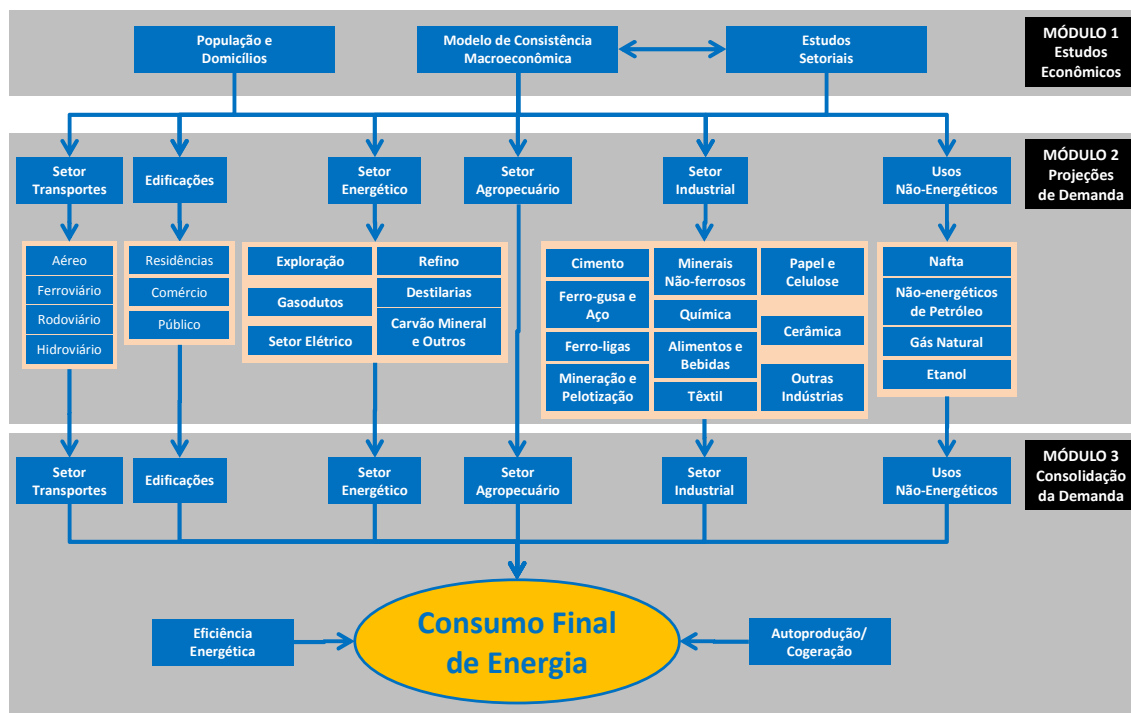 População e
Domicílios
Modelo de Consistência
Macroeconômica
Estudos
Setoriais
MÓDULO 1
Estudos
Econômicos
MÓDULO 2
Projeções
de Demanda
Setor
Transportes
Edificações
Setor
Energético
Setor
Agropecuário
Setor
Industrial
Usos
Não-Energéticos
Aéreo
Ferroviário
Rodoviário
Hidroviário
Residências
Comércio
Público
Exploração
Gasodutos
Setor Elétrico
Refino
Destilarias
Carvão Mineral
e Outros
Cimento
Ferro-gusa e
Aço
Ferro-ligas
Mineração e
Pelotização
Minerais
Não-ferrosos
Química
Alimentos e
Bebidas
Têxtil
Papel e
Celulose
Cerâmica
Outras
Indústrias
Nafta
Não-energéticos
de Petróleo
Gás Natural
Etanol
MÓDULO 3
Consolidação
da Demanda
Setor
Transportes
Edificações
Setor
Energético
Setor
Agropecuário
Setor
Industrial
Usos
Não-Energéticos
Consumo Final
de Energia
Eficiência
Energética
Autoprodução/
Cogeração